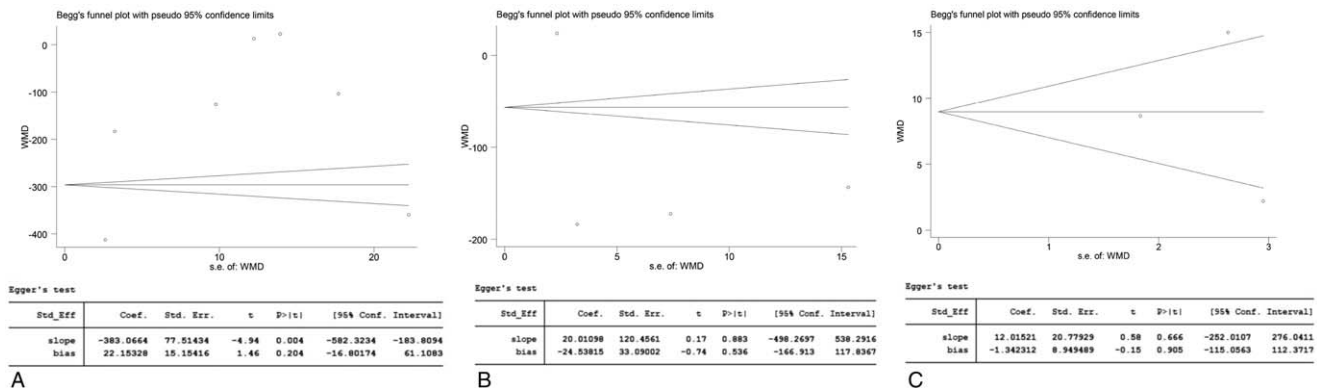 Begg's funnel plot with pseudo 95% confidence limits
0
-100
-200
-300
-400
WMD
0
10
20
s.e. of: WMD
Egger's test
Std_Eff Coef. Std. Err. t P>|t| [95% Conf. Interval]
slope -383.0664 77.51434 -4.94 0.004 -582.3234 -183.8094
bias 22.15328 15.15416 1.46 0.204 -16.80174 61.1083
A
Begg's funnel plot with pseudo 95% confidence limits
0
-100
-200
WMD
0
5
10
15
s.e. of: WMD
Egger's test
Std_Eff Coef. Std. Err. t P>|t| [95% Conf. Interval]
slope 20.01098 120.4561 0.17 0.883 -498.2697 538.2916
bias -24.53815 33.09002 -0.74 0.536 -166.913 117.8367
B
Begg's funnel plot with pseudo 95% confidence limits
15
10
5
0
WMD
0
1
2
3
s.e. of: WMD
Egger's test
Std_Eff Coef. Std. Err. t P>|t| [95% Conf. Interval]
slope 12.01521 20.77929 0.58 0.666 -252.0107 276.0411
bias -1.342312 8.949489 -0.15 0.905 -115.0563 112.3717
C